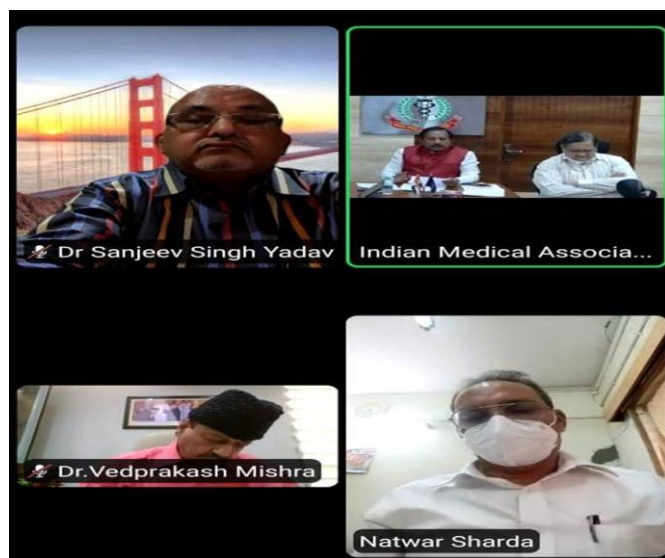 Dr Sanjeev Singh Yadav
Indian Medical Associa...
Dr.Vedprakash Mishra
Natwar Sharda